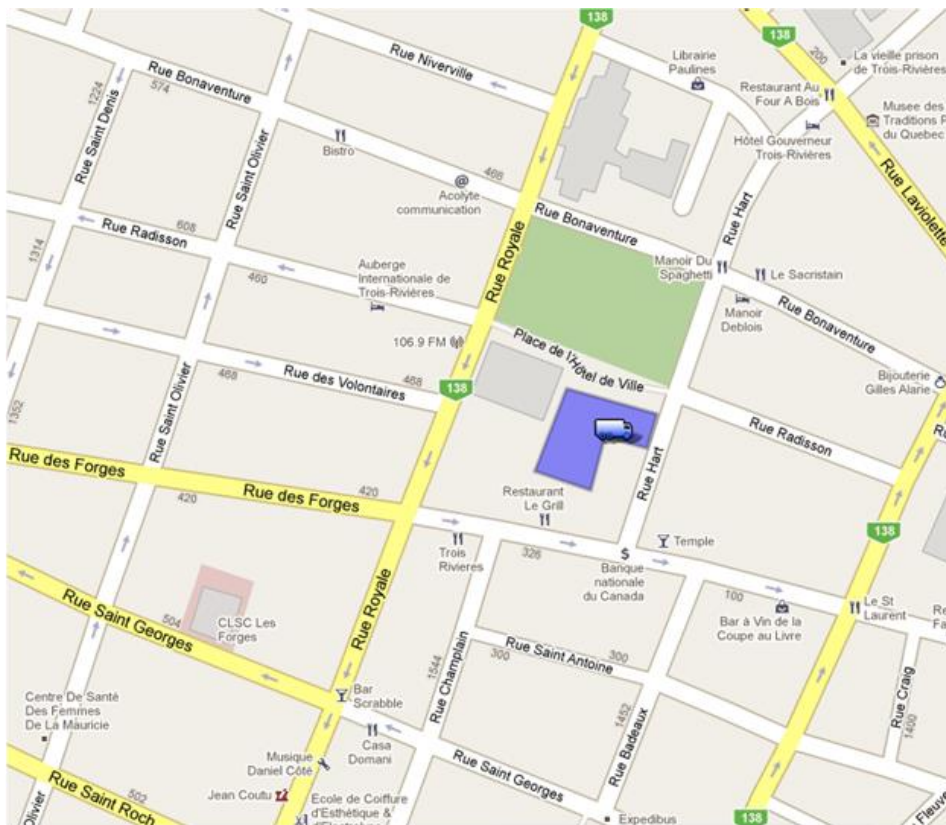 138
138
Rue Niverville
Librairie
Paulines
200
La vieille prison
de Trois-Rivières
Rue Bonaventure
574
1224
Rue Saint Denis
Rue Saint Olivier
Restaurant Au
Four A Bois
Musee des
Traditions P
du Quebec
Hôtel Gouverneur
Trois-Rivières
Bistro
468
@
Acolyte
communication
Rue Laviolette
Rue Hart
Rue Bonaventure
Rue Radisson
608
1314
460
Rue Royale
Auberge
Internationale de
Trois-Rivières
Manoir Du
Spaghetti
Le Sacristain
Manoir
Deblois
Rue Bonaventure
106.9 FM
Place de l'Hôtel de Ville
Rue des Volontaires
468
468
138
Bijouterie
Gilles Alarie
1352
Rue Saint Olivier
Rue Radisson
Rue Hart
Rue des Forges
Rue des Forges
420
420
Restaurant
Le Grill
Trois
Rivieres
326
$
Banque
nationale
du Canada
Temple
138
100
Bar à Vin de la
Coupe au Livre
Le St
Laurent
Rue Saint Georges
504
CLSC Les
Forges
Rue Royale
Rue Champlain
1544
300
Rue Saint Antoine
300
Rue Craig
1400
Bar
Scrabble
Centre De Santé
Des Femmes
De La Mauricie
Casa
Domani
1452
Rue Badeaux
Musique
Daniel Côté
Rue Saint Georges
Jean Coutu
Rue Saint Roch
502
Olivier
Ecole de Coiffure
d'Esthétique &
Expedibus
138
Fleuve